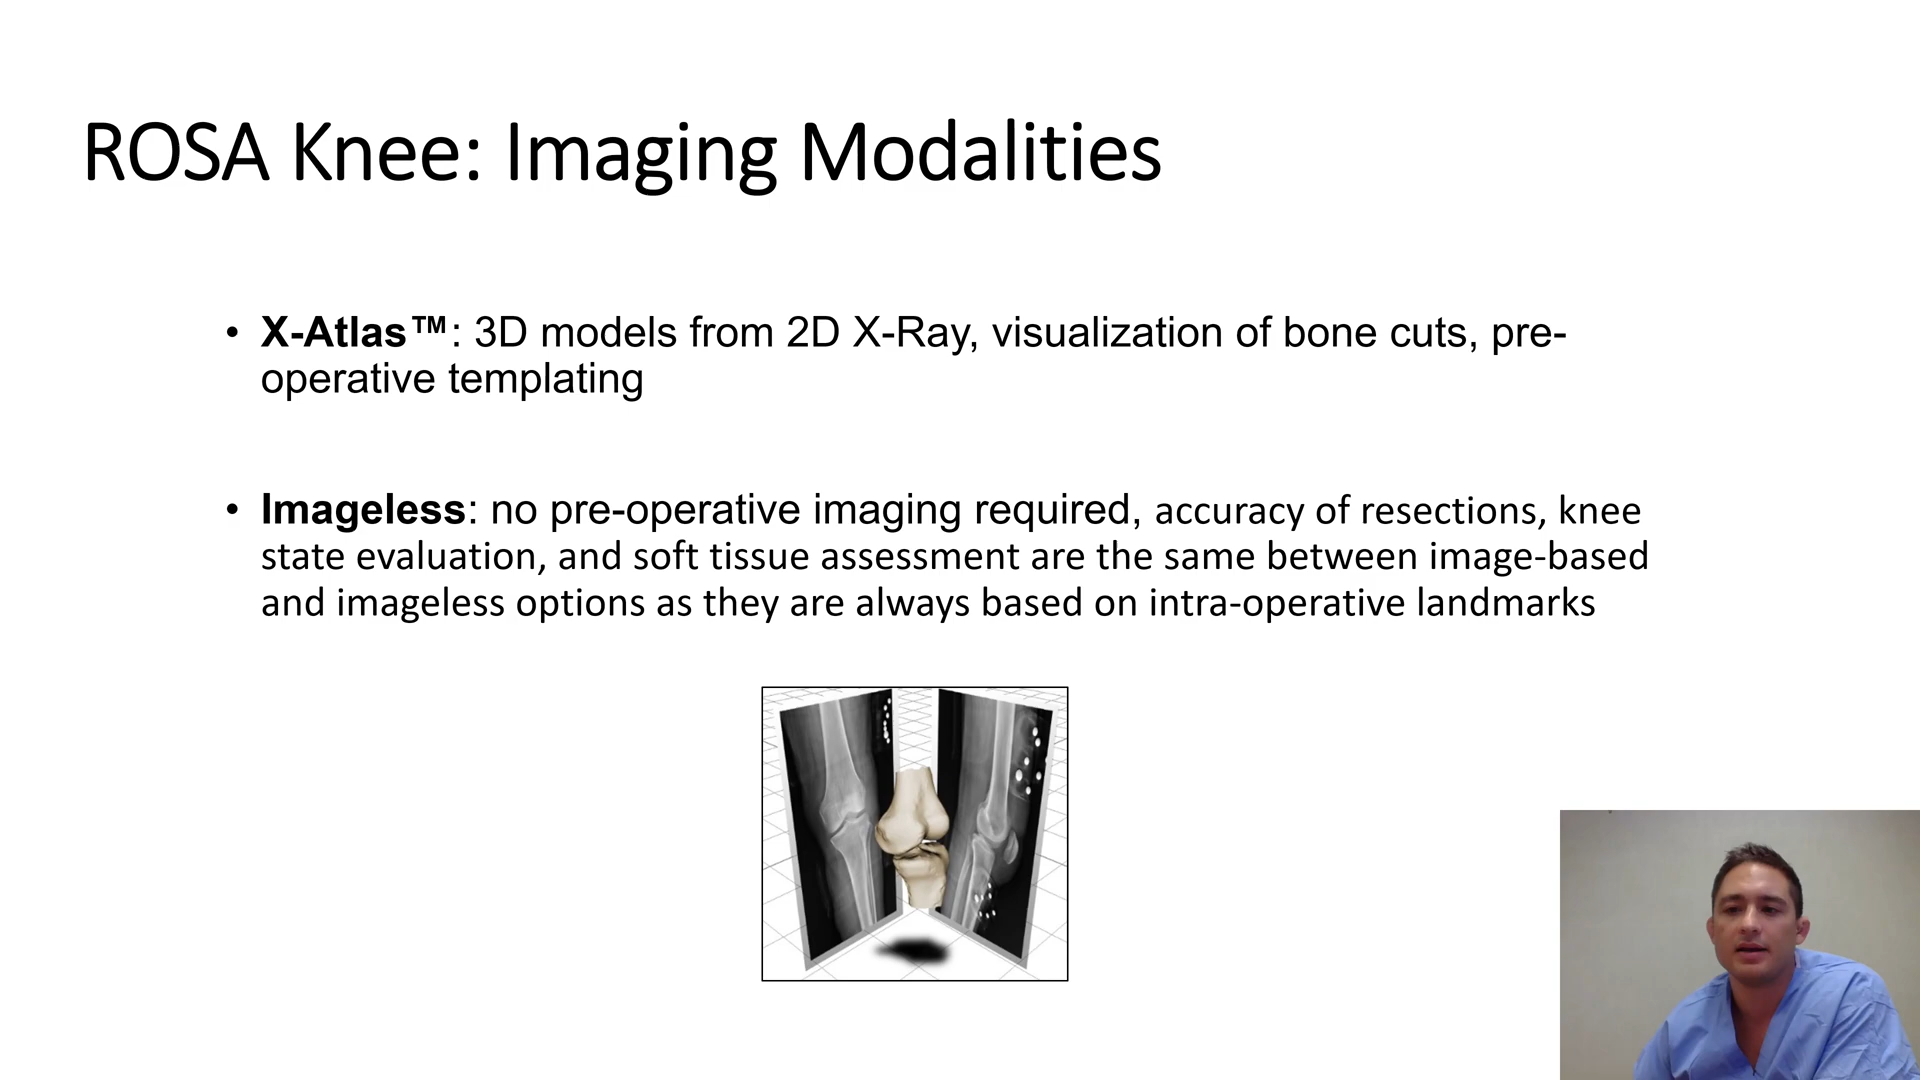 ROSA Knee: Imaging Modalities
• X-Atlas™: 3D models from 2D X-Ray, visualization of bone cuts, pre-
operative templating
• Imageless: no pre-operative imaging required, accuracy of resections, knee
state evaluation, and soft tissue assessment are the same between image-based
and imageless options as they are always based on intra-operative landmarks